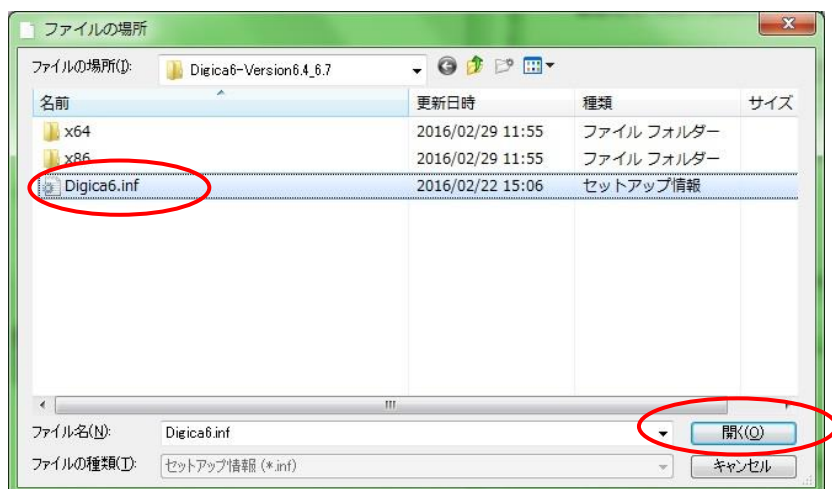 ファイルの場所
ファイルの場所(I):
Digica6-Version6.4_6.7
名前 更新日時 種類 サイズ
x64 2016/02/29 11:55 ファイル フォルダー
x86 2016/02/29 11:55 ファイル フォルダー
Digica6.inf 2016/02/22 15:06 セットアップ情報
ファイル名(N): Digica6.inf 開く(O)
ファイルの種類(T): セットアップ情報 (*.inf) キャンセル